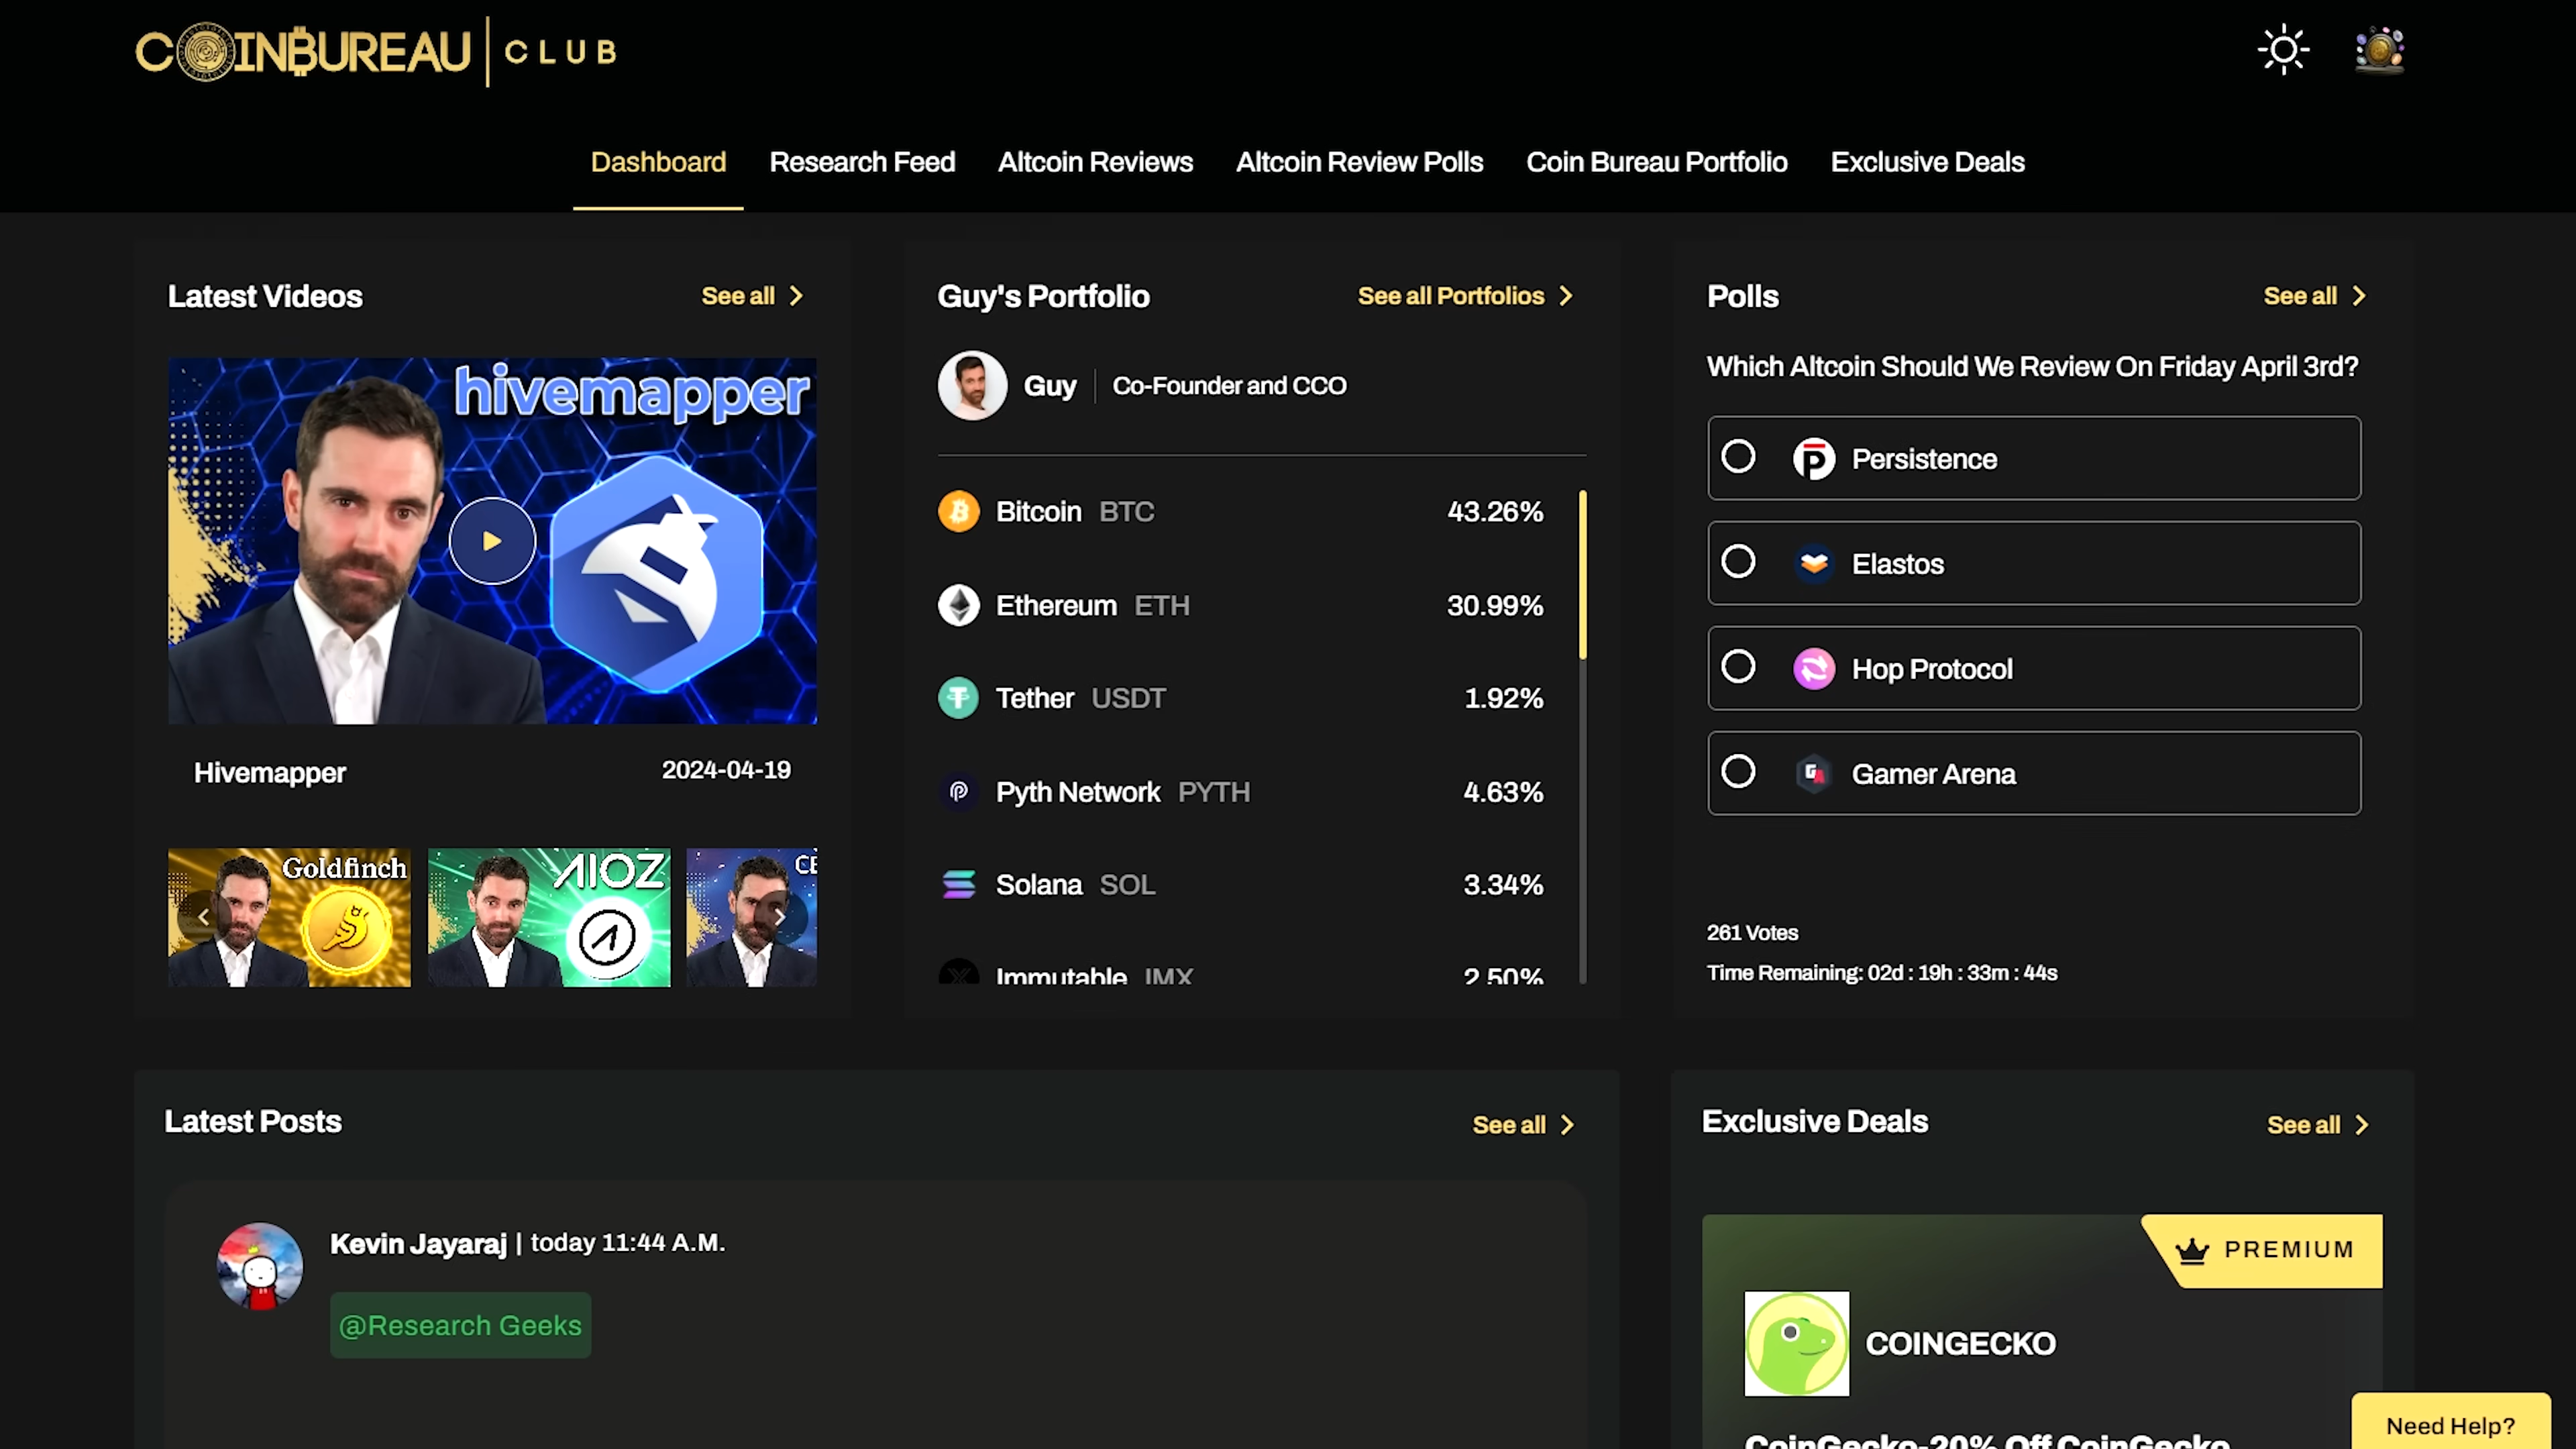 COINBUREAU | CLUB
Dashboard
Research Feed
Altcoin Reviews
Altcoin Review Polls
Coin Bureau Portfolio
Exclusive Deals
Latest Videos
See all
hivemapper
Hivemapper
2024-04-19
Goldfinch
AIOZ
Guy's Portfolio
See all Portfolios
Guy
Co-Founder and CCO
Bitcoin BTC 43.26%
Ethereum ETH 30.99%
Tether USDT 1.92%
Pyth Network PYTH 4.63%
Solana SOL 3.34%
Immutable IMX 2.50%
Polls
See all
Which Altcoin Should We Review On Friday April 3rd?
Persistence
Elastos
Hop Protocol
Gamer Arena
261 Votes
Time Remaining: 02d : 19h : 33m : 44s
Latest Posts
See all
Kevin Jayaraj | today 11:44 A.M.
@Research Geeks
Exclusive Deals
See all
PREMIUM
COINGECKO
CoinGecko-20% Off CoinGecko
Need Help?